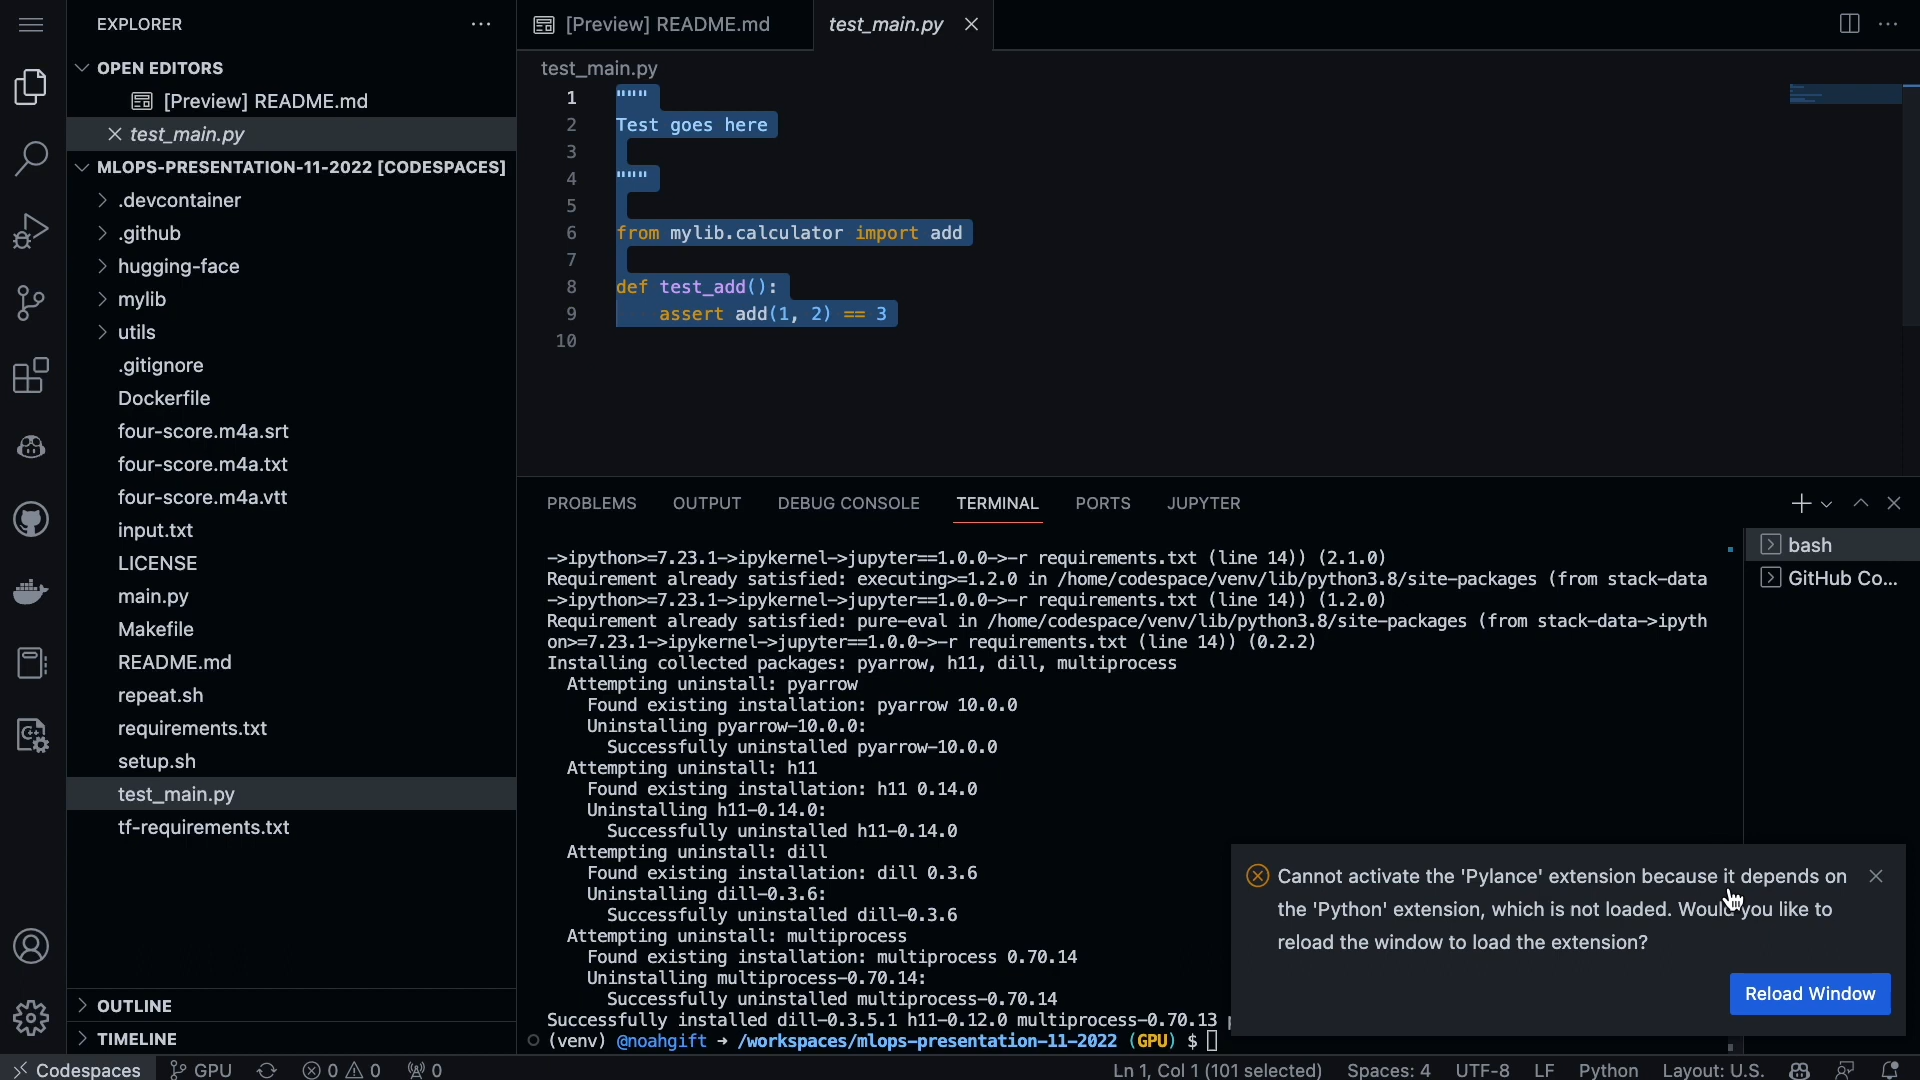 EXPLORER
[Preview] README.md
test_main.py
OPEN EDITORS
[Preview] README.md
test_main.py
MLOPS-PRESENTATION-11-2022 [CODESPACES]
.devcontainer
.github
hugging-face
mylib
utils
.gitignore
Dockerfile
four-score.m4a.srt
four-score.m4a.txt
four-score.m4a.vtt
input.txt
LICENSE
main.py
Makefile
README.md
repeat.sh
requirements.txt
setup.sh
test_main.py
tf-requirements.txt
OUTLINE
TIMELINE
test_main.py
1 """
2 Test goes here
3
4 """
5
6 from mylib.calculator import add
7
8 def test_add():
9 assert add(1, 2) == 3
10
PROBLEMS OUTPUT DEBUG CONSOLE TERMINAL PORTS JUPYTER
->ipython>=7.23.1->ipykernel->jupyter==1.0.0->-r requirements.txt (line 14)) (2.1.0)
Requirement already satisfied: executing>=1.2.0 in /home/codespace/venv/lib/python3.8/site-packages (from stack-data
->ipython>=7.23.1->ipykernel->jupyter==1.0.0->-r requirements.txt (line 14)) (1.2.0)
Requirement already satisfied: pure-eval in /home/codespace/venv/lib/python3.8/site-packages (from stack-data->ipyth
on>=7.23.1->ipykernel->jupyter==1.0.0->-r requirements.txt (line 14)) (0.2.2)
Installing collected packages: pyarrow, h11, dill, multiprocess
Attempting uninstall: pyarrow
Found existing installation: pyarrow 10.0.0
Uninstalling pyarrow-10.0.0:
Successfully uninstalled pyarrow-10.0.0
Attempting uninstall: h11
Found existing installation: h11 0.14.0
Uninstalling h11-0.14.0:
Successfully uninstalled h11-0.14.0
Attempting uninstall: dill
Found existing installation: dill 0.3.6
Uninstalling dill-0.3.6:
Successfully uninstalled dill-0.3.6
Attempting uninstall: multiprocess
Found existing installation: multiprocess 0.70.14
Uninstalling multiprocess-0.70.14:
Successfully uninstalled multiprocess-0.70.14
Successfully installed dill-0.3.5.1 h11-0.12.0 multiprocess-0.70.13
(venv) @noahgift → /workspaces/mlops-presentation-11-2022 (GPU) $
bash
GitHub Co...
Cannot activate the 'Pylance' extension because it depends on
the 'Python' extension, which is not loaded. Would you like to
reload the window to load the extension?
Reload Window
Codespaces GPU 0 0 0 Ln 1, Col 1 (101 selected) Spaces: 4 UTF-8 LF Python Layout: U.S.